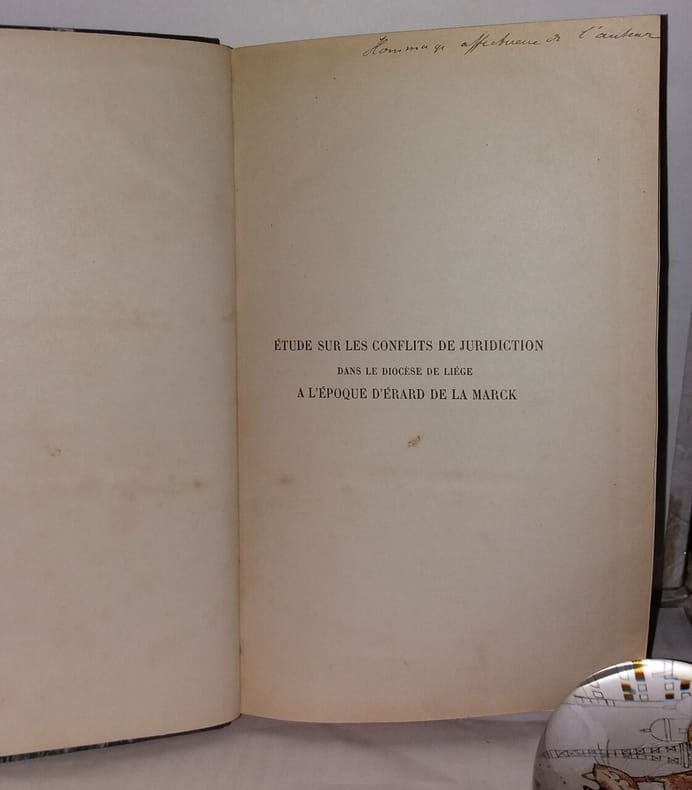 Hommage affectueux de l'auteur
ÉTUDE SUR LES CONFLITS DE JURIDICTION
DANS LE DIOCÈSE DE LIÉGE
A L'ÉPOQUE D'ÉRARD DE LA MARCK